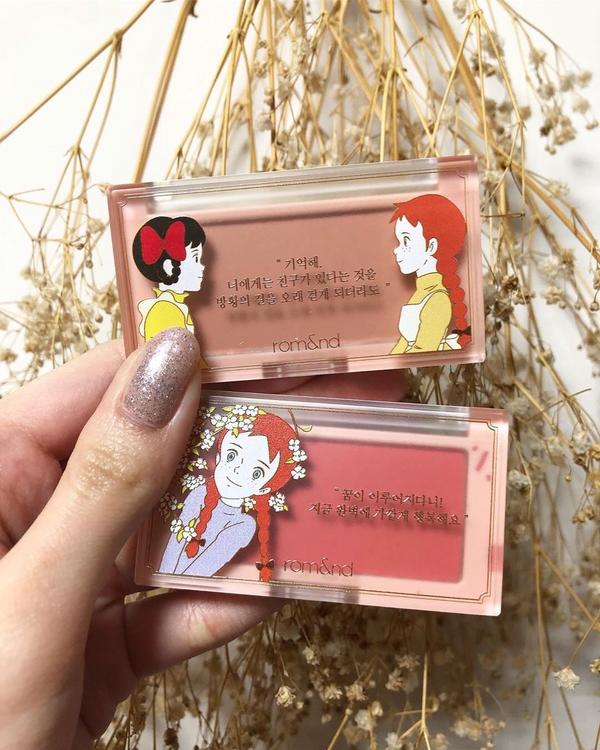 " 기억해.
너에게는 친구가 있다는 것을
방황의 길을 오래 걷게 되더라도 "
rom&nd
" 꿈이 이루어지다니!
지금 완벽에 가깝게 행복해요 "
rom&nd